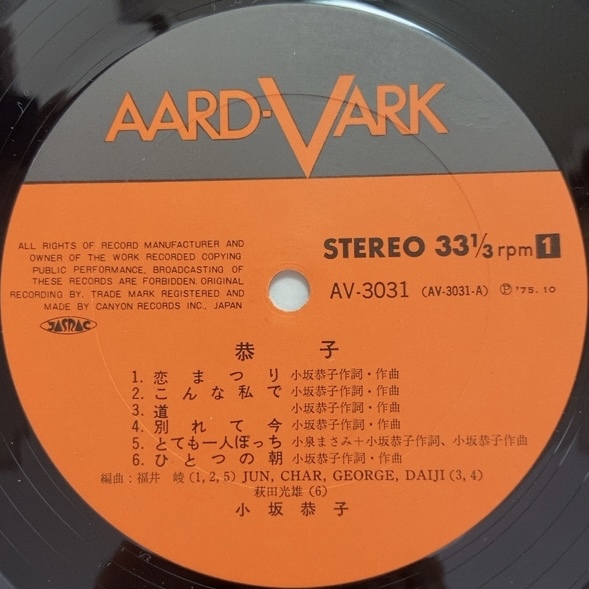 AARD-VARK
ALL RIGHTS OF RECORD MANUFACTURER AND
OWNER OF THE WORK RECORDED COPYING
PUBLIC PERFORMANCE, BROADCASTING OF
THESE RECORDS ARE FORBIDDEN. ORIGINAL
RECORDING BY, TRADE MARK REGISTERED AND
MADE BY CANYON RECORDS INC., JAPAN
JASRAC
STEREO 33 1/3 rpm 1
AV-3031 (AV-3031-A) Ⓟ '75. 10
恭子
1. 恋まつり 小坂恭子作詞・作曲
2. こんな私で 小坂恭子作詞・作曲
3. 道 小坂恭子作詞・作曲
4. 別れて今 小坂恭子作詞・作曲
5. とても一人ぼっち 小泉まさみ+小坂恭子作詞、小坂恭子作曲
6. ひとつの朝 小坂恭子作詞・作曲
編曲:福井 崚 (1, 2, 5) JUN, CHAR, GEORGE, DAIJI (3, 4)
萩田光雄 (6)
小坂恭子